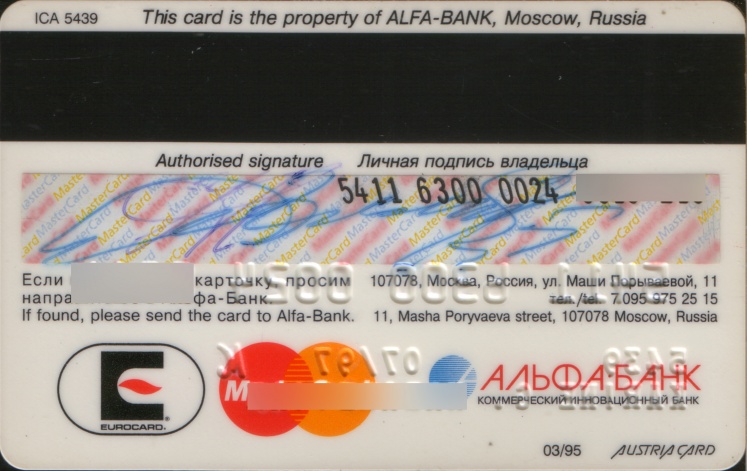 ICA 5439 This card is the property of ALFA-BANK, Moscow, Russia
Authorised signature Личная подпись владельца
5411 6300 0024
Если карточку, просим
напра фа-Банк.
If found, please send the card to Alfa-Bank.
107078, Москва, Россия, ул. Маши Порываевой, 11
тел./tel. 7.095 975 25 15
11, Masha Poryvaeva street, 107078 Moscow, Russia
EUROCARD.
M
АЛЬФА·БАНК
КОММЕРЧЕСКИЙ ИННОВАЦИОННЫЙ БАНК
03/95 AUSTRIA CARD